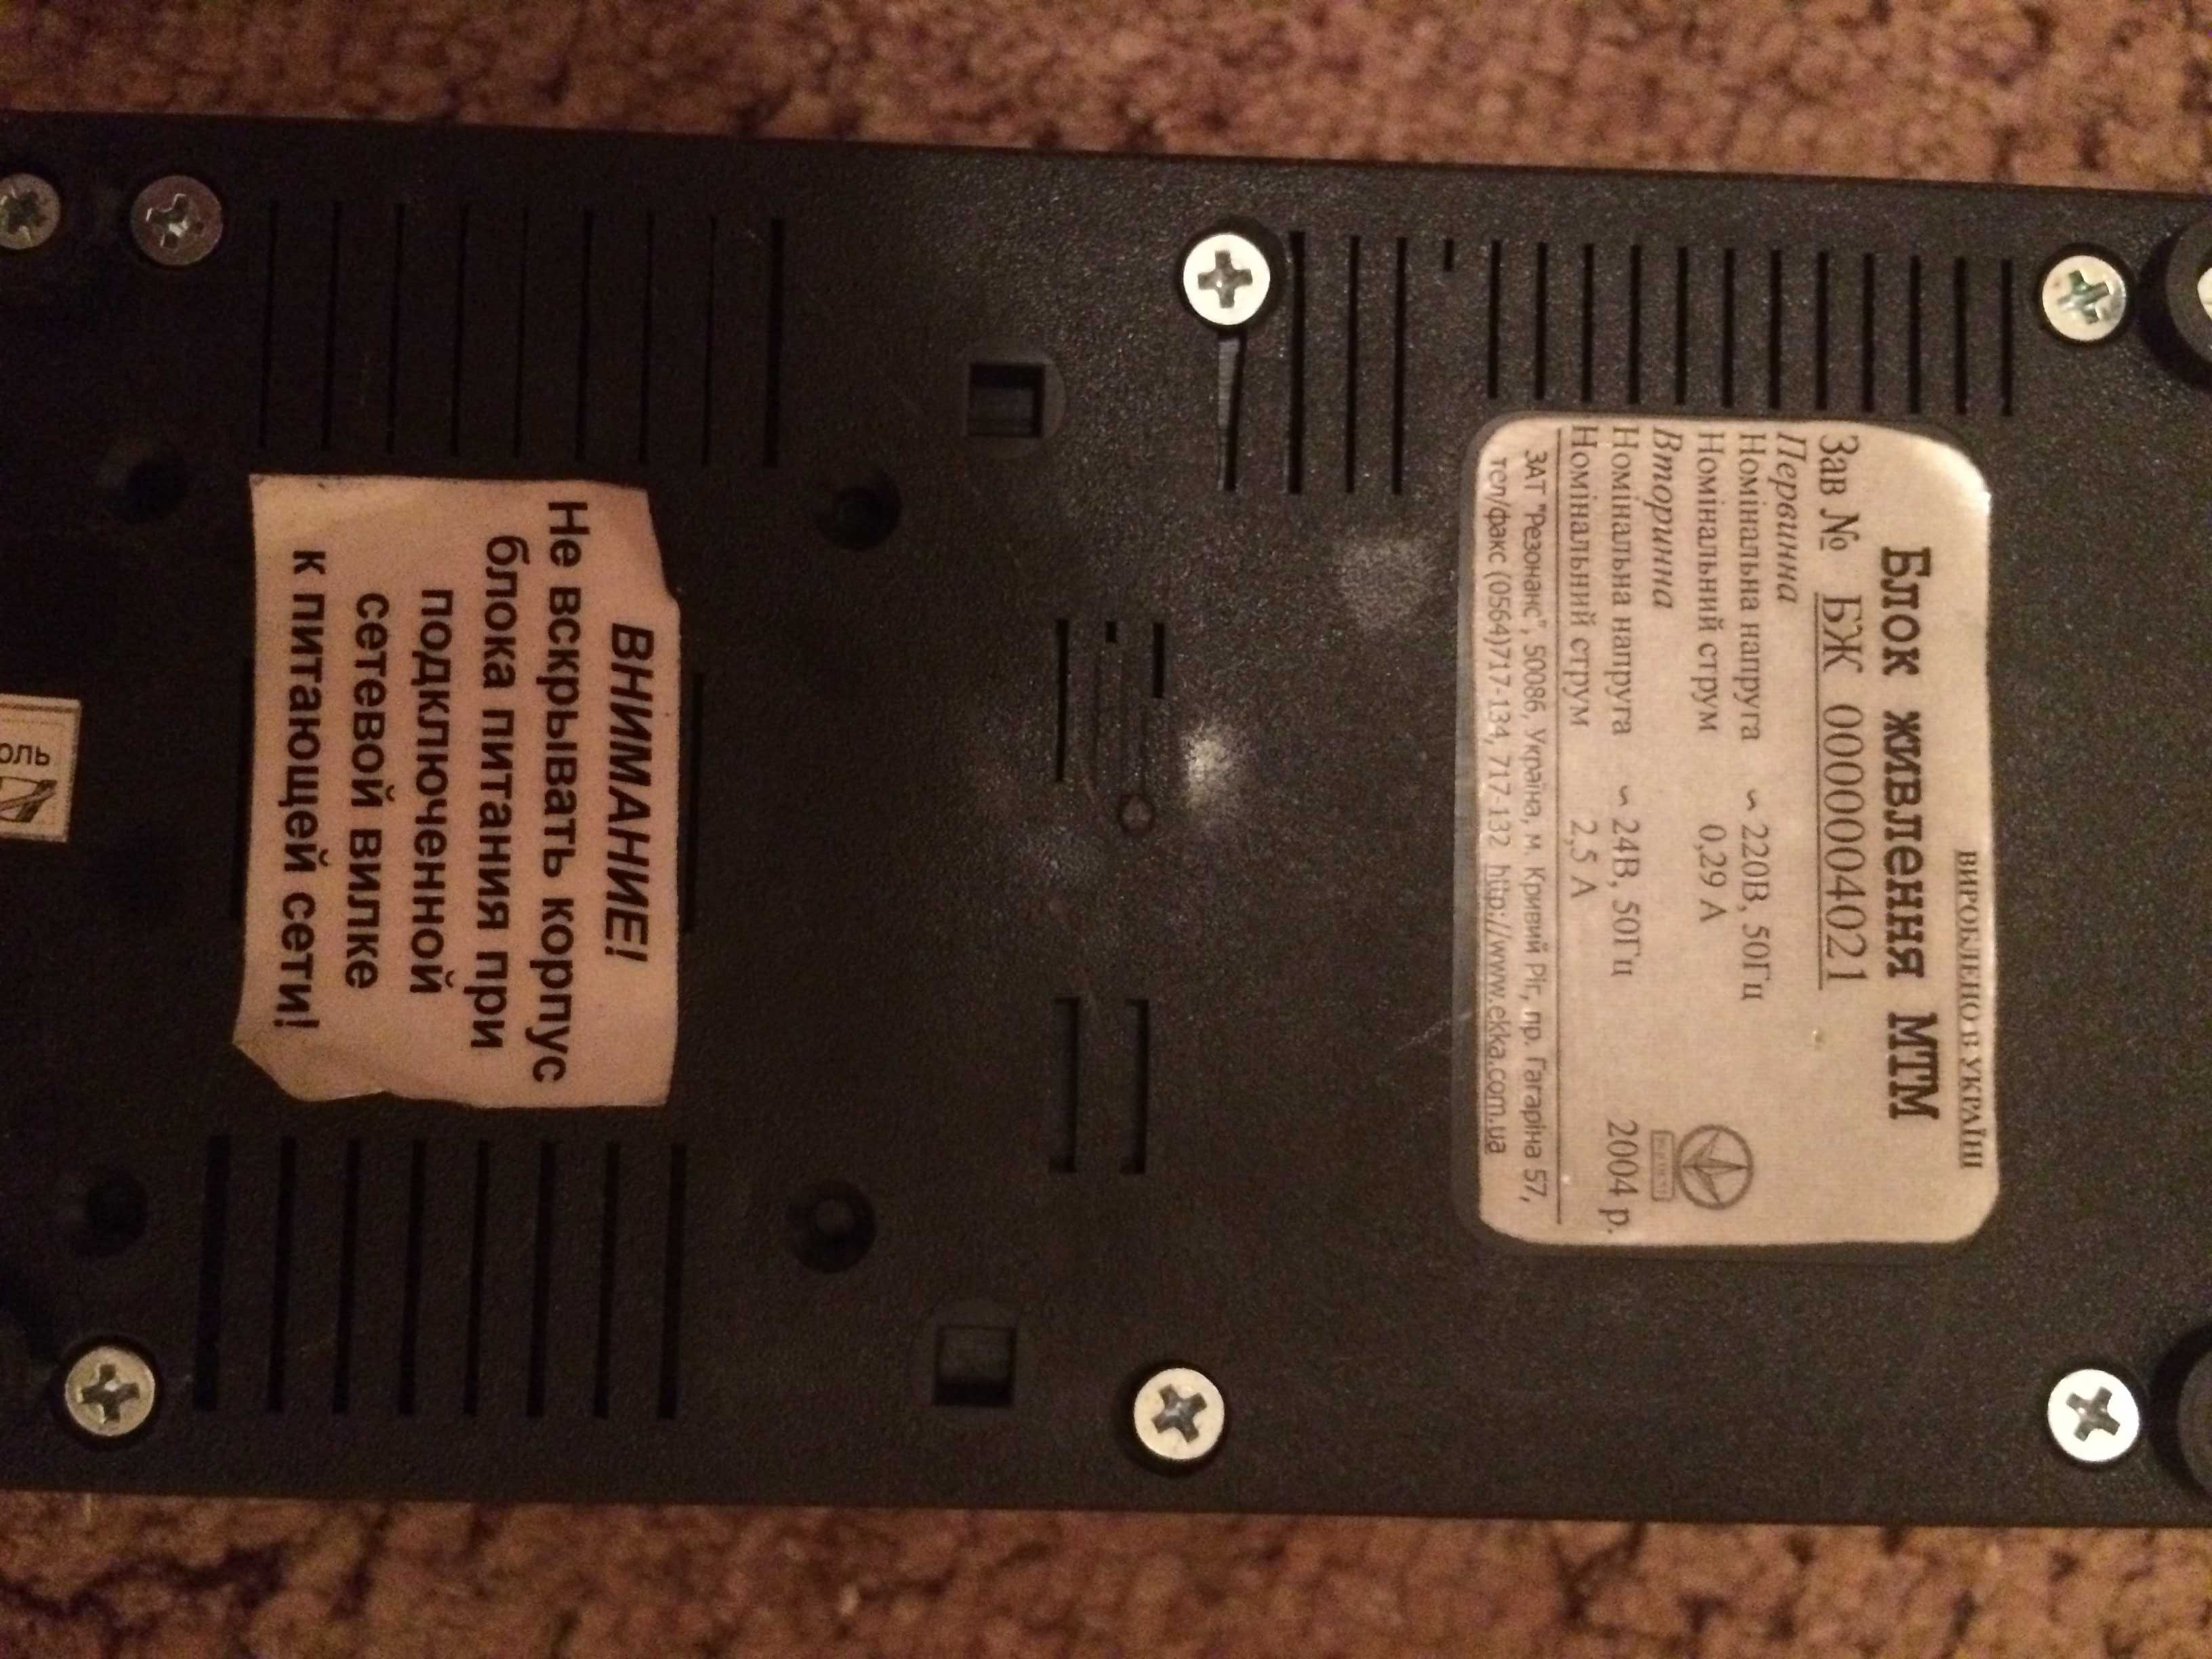 ВИРОБЛЕНО В УКРАЇНІ
Блок живлення МТМ
Зав № БЖ 0000004021
Первинна
Номінальна напруга ~ 220В, 50Гц
Номінальний струм 0,29 А
Вторинна
Номінальна напруга ~ 24В, 50Гц
Номінальний струм 2,5 А
2004 р.
ЗАТ "Резонанс", 50086, Україна, м. Кривий Ріг, пр. Гагаріна 57,
тел/факс (0564)717-134, 717-132 http://www.ekka.com.ua
ВНИМАНИЕ!
Не вскрывать корпус
блока питания при
подключенной
сетевой вилке
к питающей сети!